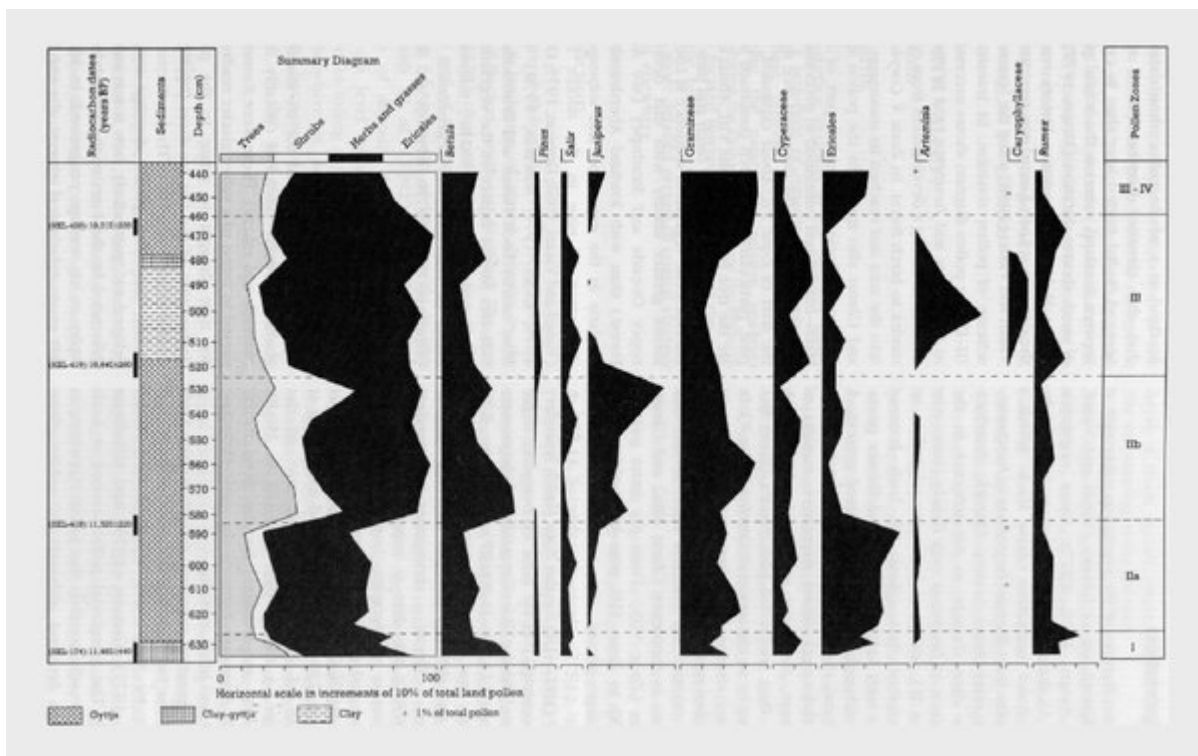 Summary Diagram
Radiocarbon dates
(years BP)
Sediments
Depth (cm)
Trees
Shrubs
Herbs and grasses
Ericales
Betula
Pinus
Salix
Juniperus
Gramineae
Cyperaceae
Ericales
Artemisia
Caryophyllaceae
Rumex
Pollen Zones
440
450
460
470
480
490
500
510
520
530
540
550
560
570
580
590
600
610
620
630
III - IV
III
IIb
IIa
I
0
100
Horizontal scale in increments of 10% of total land pollen
Gyttja
Clay-gyttja
Clay
+ 1% of total pollen